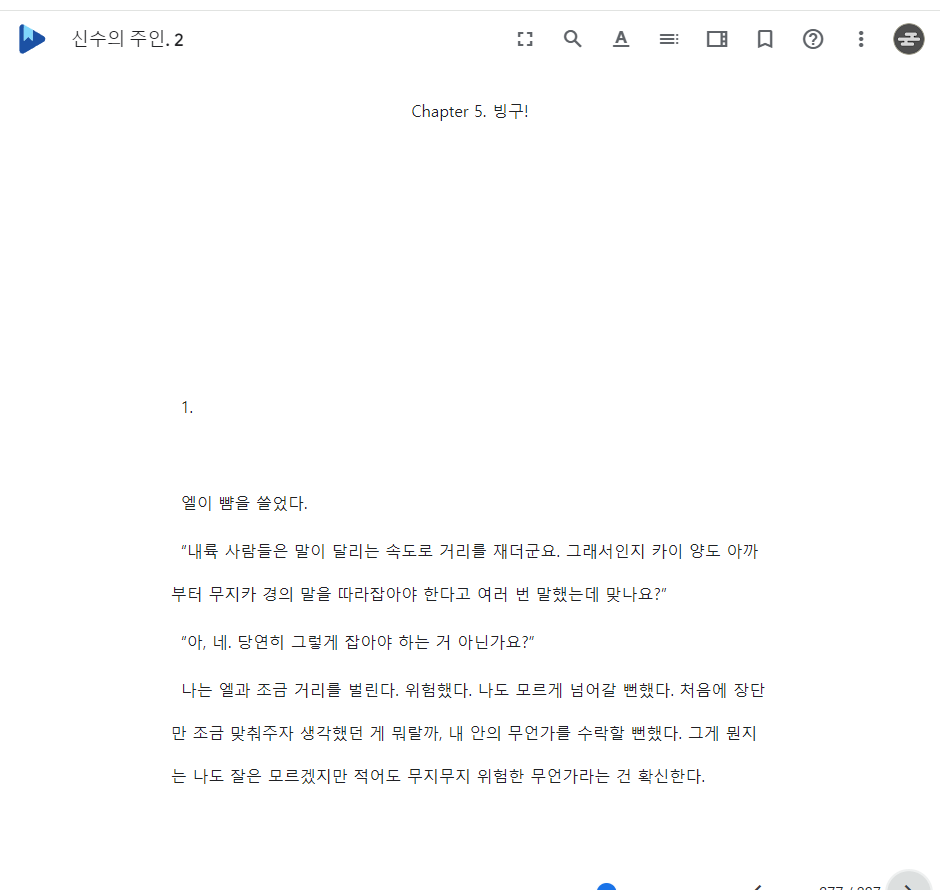 신수의 주인. 2
Chapter 5. 빙구!
1.
엘이 뺨을 쓸었다.
“내륙 사람들은 말이 달리는 속도로 거리를 재더군요. 그래서인지 카이 양도 아까
부터 무지카 경의 말을 따라잡아야 한다고 여러 번 말했는데 맞나요?”
“아, 네. 당연히 그렇게 잡아야 하는 거 아닌가요?”
나는 엘과 조금 거리를 벌린다. 위험했다. 나도 모르게 넘어갈 뻔했다. 처음에 장단
만 조금 맞춰주자 생각했던 게 뭐랄까, 내 안의 무언가를 수락할 뻔했다. 그게 뭔지
는 나도 잘은 모르겠지만 적어도 무지무지 위험한 무언가라는 건 확신한다.